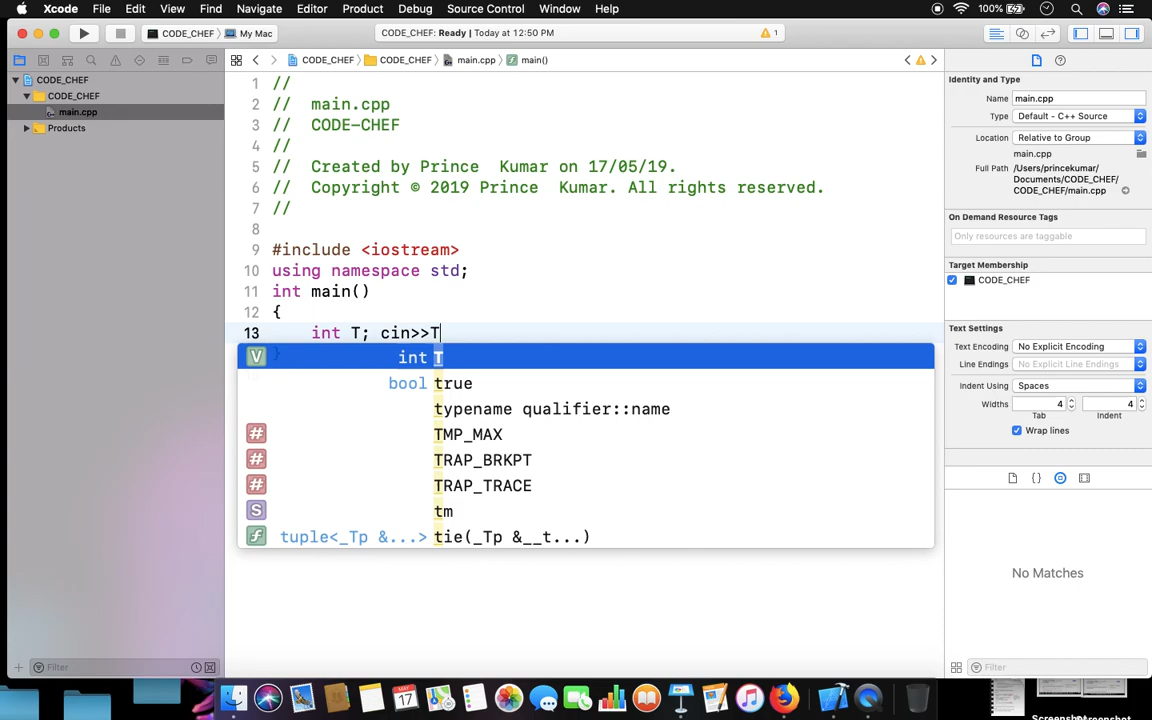 Xcode File Edit View Find Navigate Editor Product Debug Source Control Window Help 100%
CODE_CHEF My Mac CODE_CHEF: Ready | Today at 12:50 PM 1
CODE_CHEF CODE_CHEF main.cpp main()
CODE_CHEF
CODE_CHEF
main.cpp
Products
1 //
2 // main.cpp
3 // CODE-CHEF
4 //
5 // Created by Prince  Kumar on 17/05/19.
6 // Copyright © 2019 Prince  Kumar. All rights reserved.
7 //
8
9 #include <iostream>
10 using namespace std;
11 int main()
12 {
13 int T; cin>>T
V } int T
bool true
typename qualifier::name
# TMP_MAX
# TRAP_BRKPT
# TRAP_TRACE
S tm
f tuple<_Tp &...> tie(_Tp &__t...)
Identity and Type
Name main.cpp
Type Default - C++ Source
Location Relative to Group
main.cpp
Full Path /Users/princekumar/
Documents/CODE_CHEF/
CODE_CHEF/main.cpp
On Demand Resource Tags
Only resources are taggable
Target Membership
CODE_CHEF
Text Settings
Text Encoding No Explicit Encoding
Line Endings No Explicit Line Endings
Indent Using Spaces
Widths 4 4
Tab Indent
Wrap lines
No Matches
Filter
Filter
MAY
17